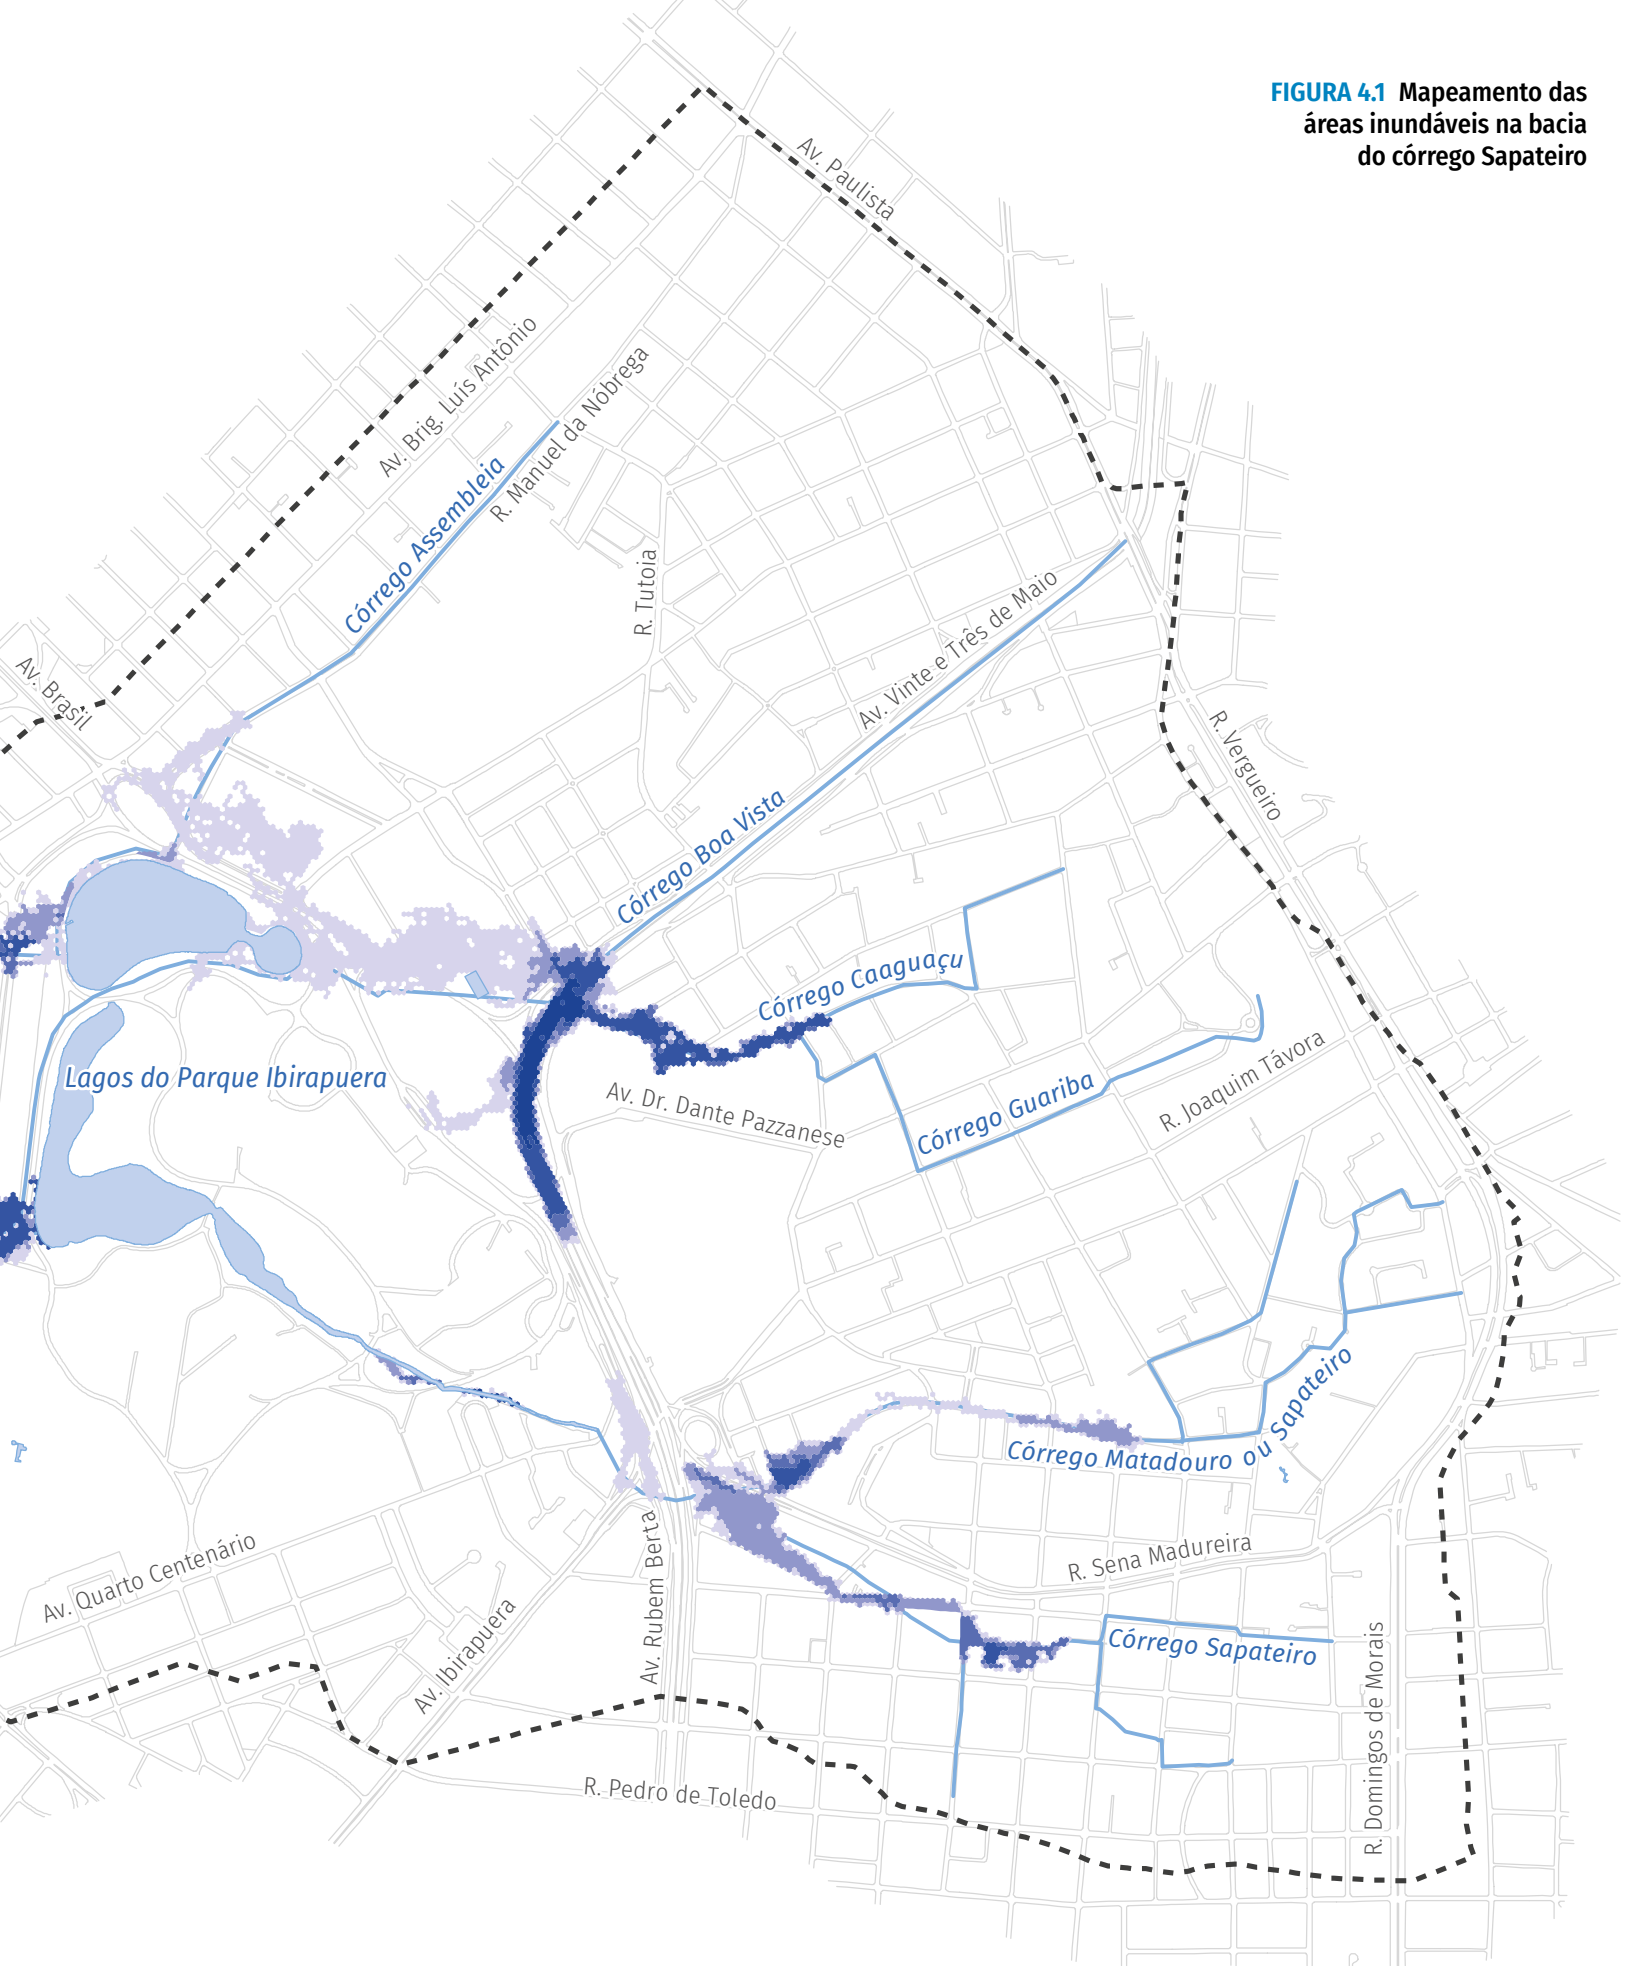 FIGURA 4.1 Mapeamento das
áreas inundáveis na bacia
do córrego Sapateiro
Av. Paulista
Av. Brig. Luís Antônio
R. Manuel da Nóbrega
Córrego Assembleia
R. Tutoia
Av. Vinte e Três de Maio
Av. Brasil
R. Vergueiro
Córrego Boa Vista
Córrego Caaguaçu
Lagos do Parque Ibirapuera
Av. Dr. Dante Pazzanese
Córrego Guariba
R. Joaquim Távora
Córrego Matadouro ou Sapateiro
Av. Quarto Centenário
Av. Rubem Berta
R. Sena Madureira
Av. Ibirapuera
Córrego Sapateiro
R. Domingos de Morais
R. Pedro de Toledo